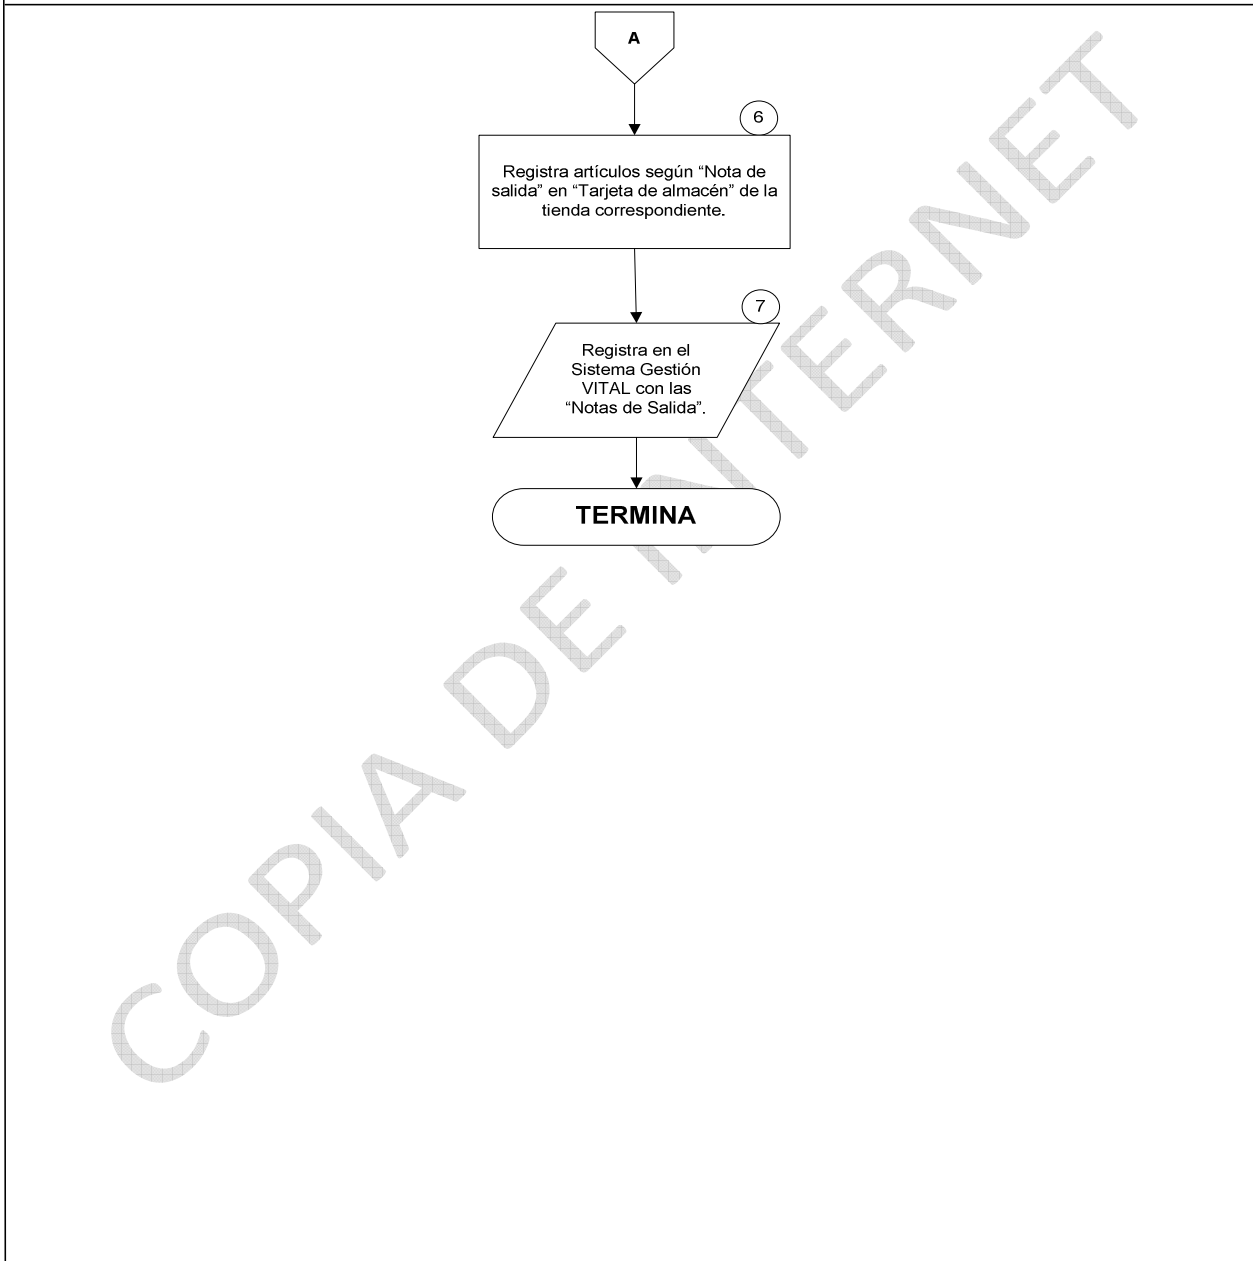 A
6
Registra artículos según “Nota de
salida” en “Tarjeta de almacén” de la
tienda correspondiente.
7
Registra en el
Sistema Gestión
VITAL con las
“Notas de Salida”.
TERMINA
COPIA DE INTERNET